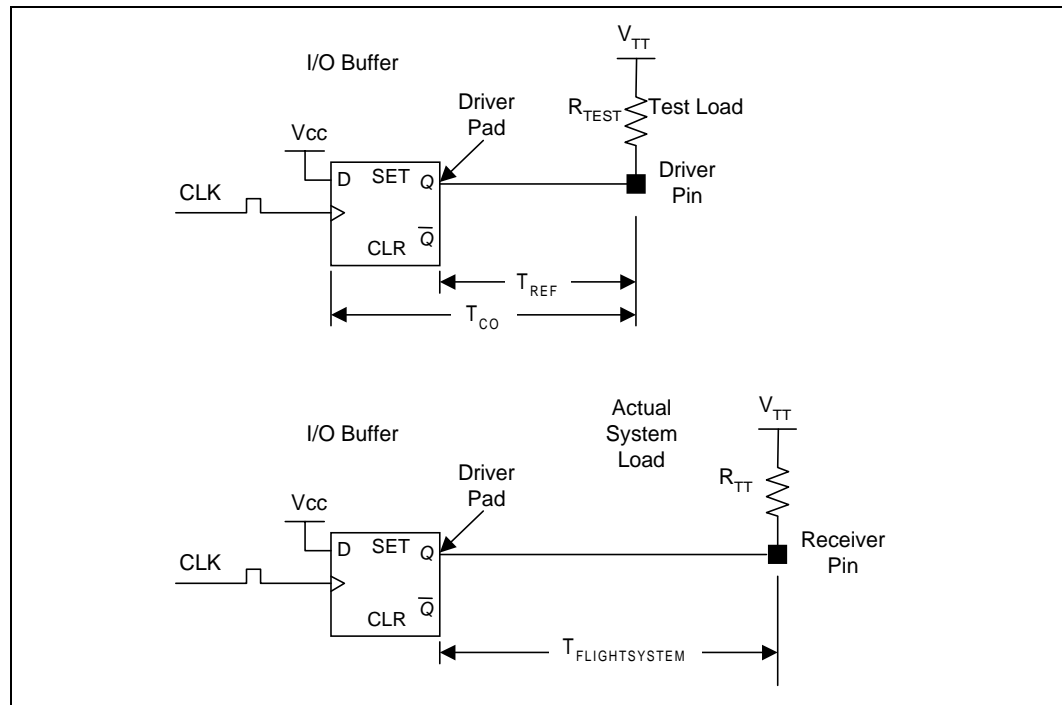 V_TT
I/O Buffer
R_TEST Test Load
Driver
Pad
Vcc
D SET Q
Driver
Pin
CLK
Q̅
CLR
T_REF
T_CO
Actual
System
Load
V_TT
I/O Buffer
R_TT
Driver
Pad
Vcc
D SET Q
Receiver
Pin
CLK
Q̅
CLR
T_FLIGHTSYSTEM